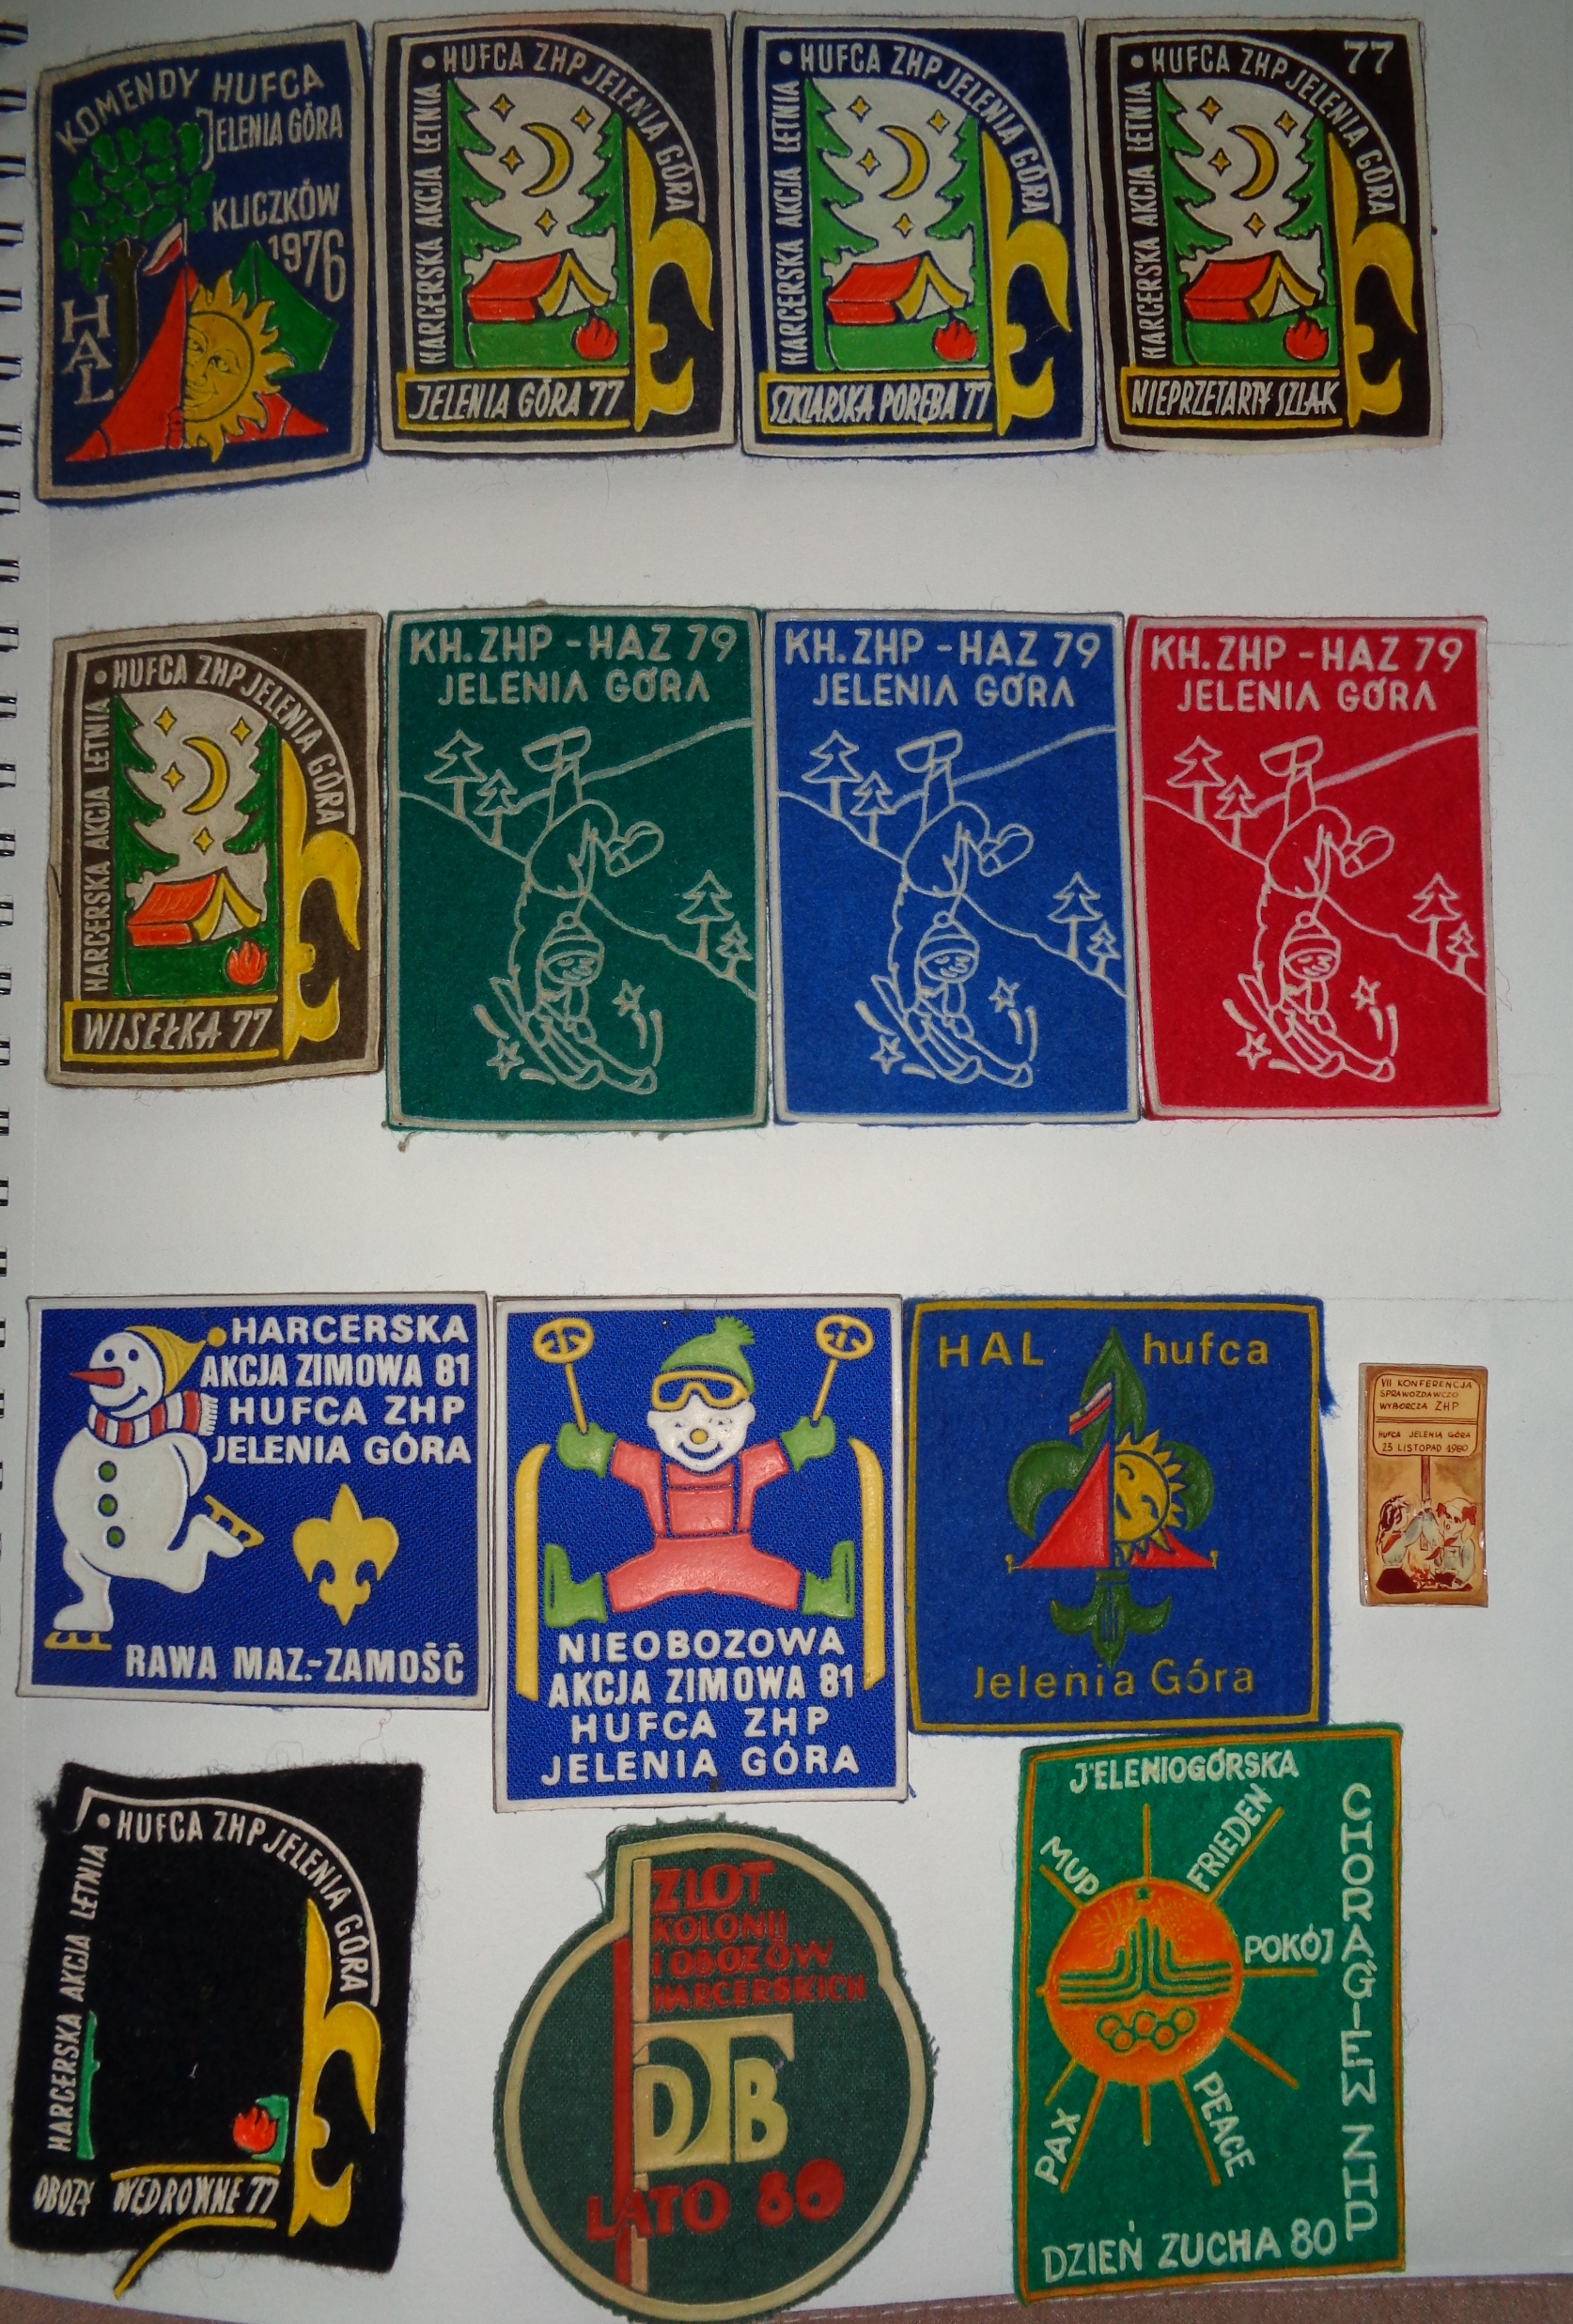 KOMENDY HUFCA
JELENIA GÓRA
KLICZKÓW
1976
HAL
HUFCA ZHP JELENIA GÓRA
HARCERSKA AKCJA LETNIA
JELENIA GÓRA 77
HUFCA ZHP JELENIA GÓRA
HARCERSKA AKCJA LETNIA
SZKLARSKA PORĘBA 77
77
HUFCA ZHP JELENIA GÓRA
HARCERSKA AKCJA LETNIA
NIEPRZETARTY SZLAK
HUFCA ZHP JELENIA GÓRA
HARCERSKA AKCJA LETNIA
WISEŁKA 77
KH. ZHP - HAZ 79
JELENIA GÓRA
KH. ZHP - HAZ 79
JELENIA GÓRA
KH. ZHP - HAZ 79
JELENIA GÓRA
HARCERSKA
AKCJA ZIMOWA 81
HUFCA ZHP
JELENIA GÓRA
RAWA MAZ.-ZAMOŚĆ
NIEOBOZOWA
AKCJA ZIMOWA 81
HUFCA ZHP
JELENIA GÓRA
HAL hufca
Jelenia Góra
VII KONFERENCJA
SPRAWOZDAWCZO
WYBORCZA ZHP
HUFCA JELENIA GÓRA
23 LISTOPAD 1980
HUFCA ZHP JELENIA GÓRA
HARCERSKA AKCJA LETNIA
OBOZY WĘDROWNE 77
ZLOT
KOLONII
I OBOZÓW
HARCERSKICH
DTB
LATO 80
JELENIOGÓRSKA
CHORĄGIEW ZHP
MUP
FRIEDEN
POKÓJ
PEACE
PAX
DZIEŃ ZUCHA 80